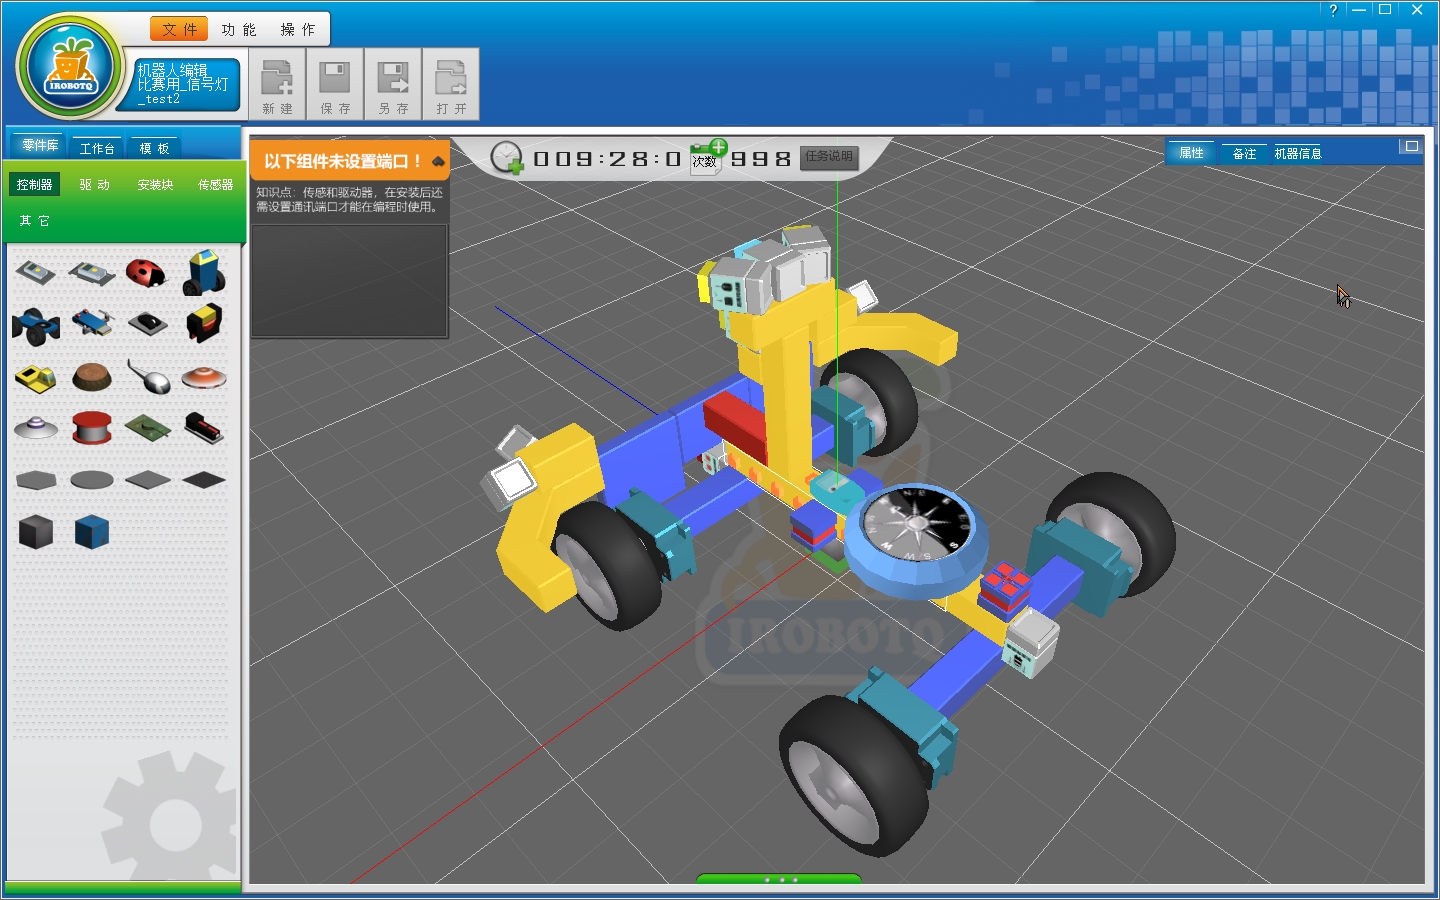 ?
文 件 功 能 操 作
机器人编辑
比赛用_信号灯
_test2
IROBOTQ
新 建 保 存 另 存 打 开
零件库 工作台 模 板
控制器 驱 动 安装块 传感器
其 它
以下组件未设置端口！
知识点：传感和驱动器，在安装后还
需设置通讯端口才能在编程时使用。
009:28:0 次数 998 任务说明
属性 备注 机器信息
N E S W
IROBOTQ